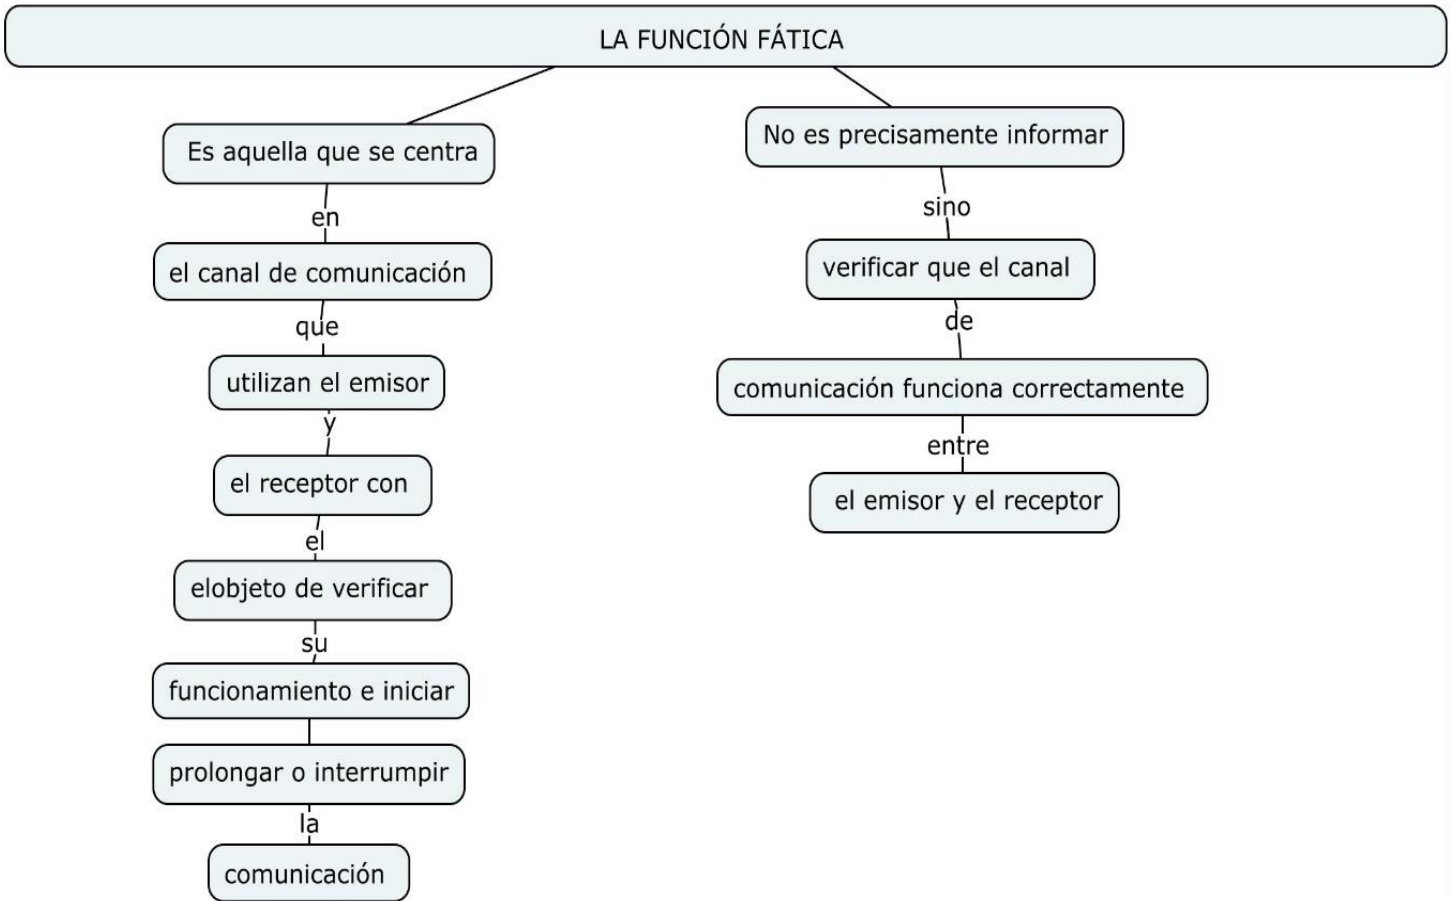 LA FUNCIÓN FÁTICA
Es aquella que se centra
en
el canal de comunicación
que
utilizan el emisor
y
el receptor con
el
elobjeto de verificar
su
funcionamiento e iniciar
prolongar o interrumpir
la
comunicación
No es precisamente informar
sino
verificar que el canal
de
comunicación funciona correctamente
entre
el emisor y el receptor